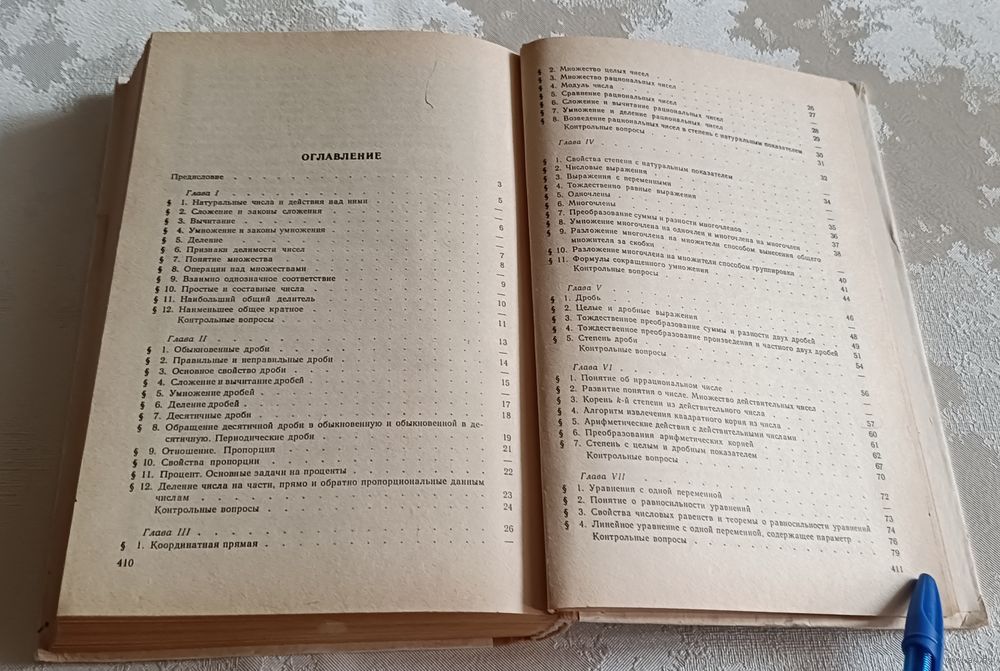 ОГЛАВЛЕНИЕ
Предисловие 3
Глава I
§ 1. Натуральные числа и действия над ними 5
§ 2. Сложение и законы сложения —
§ 3. Вычитание 6
§ 4. Умножение и законы умножения —
§ 5. Деление 7
§ 6. Признаки делимости чисел 8
§ 7. Понятие множества —
§ 8. Операции над множествами 9
§ 9. Взаимно однозначное соответствие —
§ 10. Простые и составные числа 10
§ 11. Наибольший общий делитель —
§ 12. Наименьшее общее кратное 11
Контрольные вопросы —
Глава II 13
§ 1. Обыкновенные дроби —
§ 2. Правильные и неправильные дроби 14
§ 3. Основное свойство дроби —
§ 4. Сложение и вычитание дробей 15
§ 5. Умножение дробей —
§ 6. Деление дробей 17
§ 7. Десятичные дроби 18
§ 8. Обращение десятичной дроби в обыкновенную и обыкновенной в де-
сятичную. Периодические дроби 19
§ 9. Отношение. Пропорция 21
§ 10. Свойства пропорции —
§ 11. Процент. Основные задачи на проценты 22
§ 12. Деление числа на части, прямо и обратно пропорциональные данным
числам 23
Контрольные вопросы 24
Глава III 26
§ 1. Координатная прямая —
410
§ 2. Множество целых чисел 26
§ 3. Множество рациональных чисел 27
§ 4. Модуль числа —
§ 5. Сравнение рациональных чисел 28
§ 6. Сложение и вычитание рациональных чисел 29
§ 7. Умножение и деление рациональных чисел —
§ 8. Возведение рациональных чисел в степень с натуральным показателем 30
Контрольные вопросы 31
Глава IV 32
§ 1. Свойства степени с натуральным показателем —
§ 2. Числовые выражения —
§ 3. Выражения с переменными 34
§ 4. Тождественно равные выражения —
§ 5. Одночлены —
§ 6. Многочлены 35
§ 7. Преобразование суммы и разности многочленов 36
§ 8. Умножение многочлена на одночлен и многочлена на многочлен 37
§ 9. Разложение многочлена на множители способом вынесения общего
множителя за скобки 38
§ 10. Разложение многочлена на множители способом группировки —
§ 11. Формулы сокращенного умножения 40
Контрольные вопросы 41
Глава V 44
§ 1. Дробь —
§ 2. Целые и дробные выражения 46
§ 3. Тождественное преобразование суммы и разности двух дробей —
§ 4. Тождественное преобразование произведения и частного двух дробей 48
§ 5. Степень дроби 49
Контрольные вопросы 51
Глава VI 54
§ 1. Понятие об иррациональном числе —
§ 2. Развитие понятия о числе. Множество действительных чисел 56
§ 3. Корень k-й степени из действительного числа —
§ 4. Алгоритм извлечения квадратного корня из числа 57
§ 5. Арифметические действия с действительными числами 60
§ 6. Преобразования арифметических корней 61
§ 7. Степень с целым и дробным показателем 62
Контрольные вопросы 67
Глава VII 70
§ 1. Уравнения с одной переменной —
§ 2. Понятие о равносильности уравнений 72
§ 3. Свойства числовых равенств и теоремы о равносильности уравнений 73
§ 4. Линейное уравнение с одной переменной, содержащее параметр 76
Контрольные вопросы 79
411